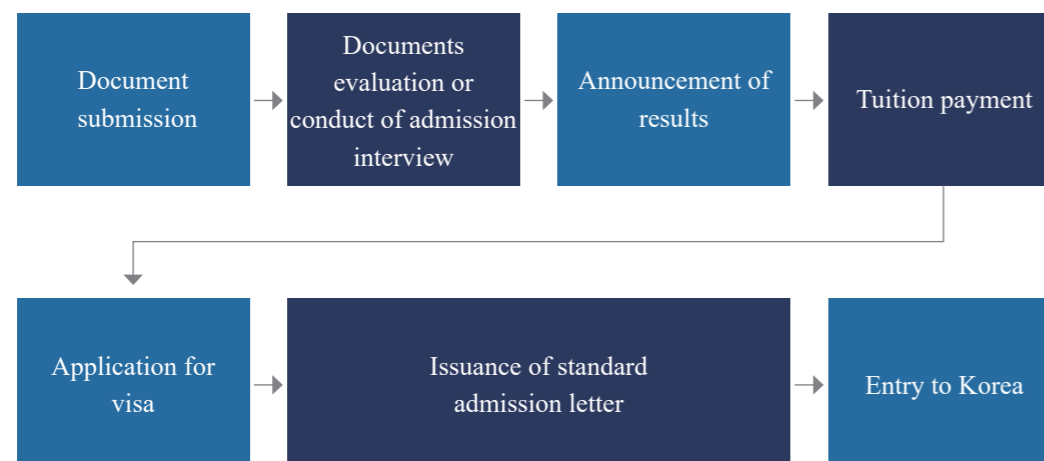 Document
submission
Documents
evaluation or
conduct of admission
interview
Announcement of
results
Tuition payment
Application for
visa
Issuance of standard
admission letter
Entry to Korea